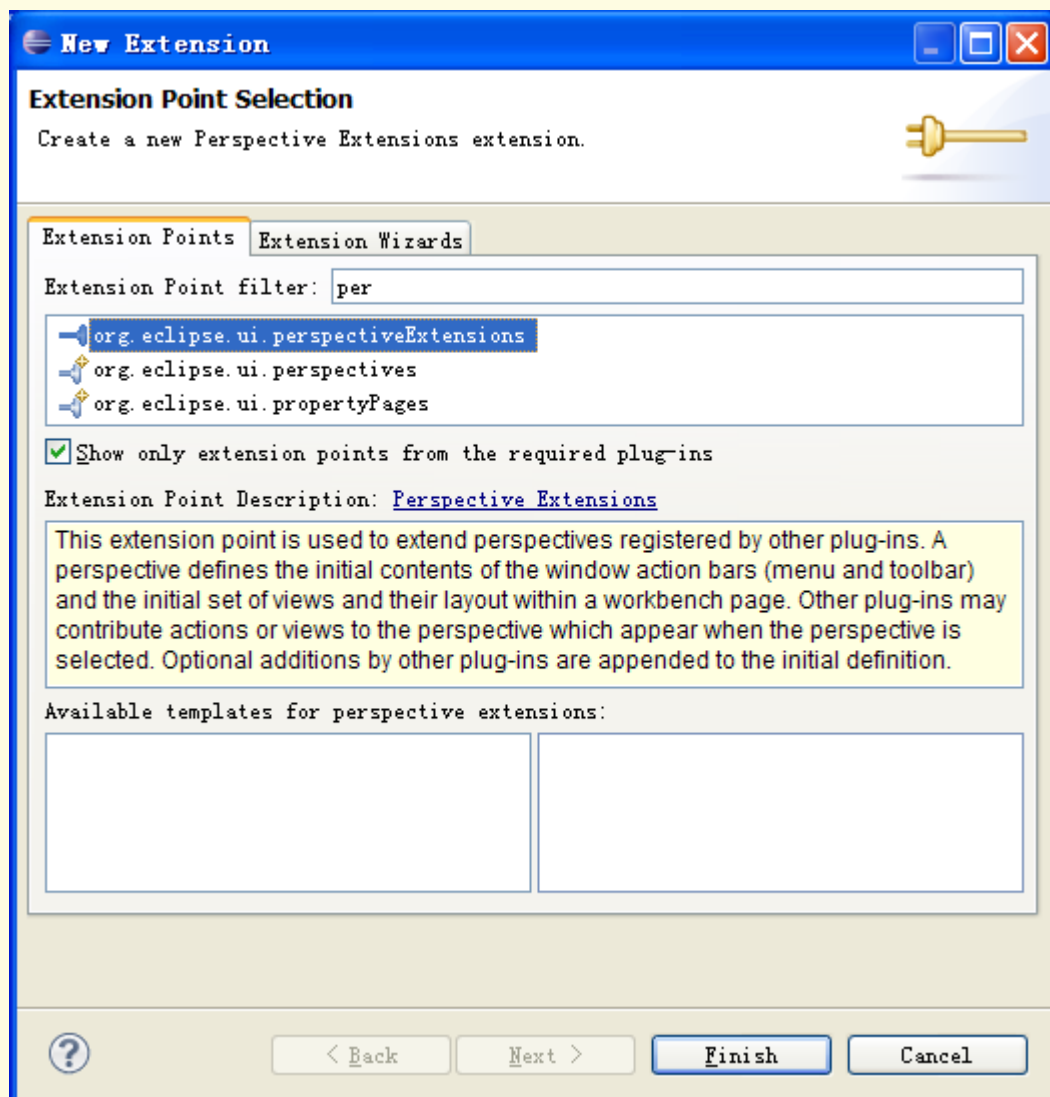 New Extension
Extension Point Selection
Create a new Perspective Extensions extension.
Extension Points
Extension Wizards
Extension Point filter: per
org.eclipse.ui.perspectiveExtensions
org.eclipse.ui.perspectives
org.eclipse.ui.propertyPages
Show only extension points from the required plug-ins
Extension Point Description: Perspective Extensions
This extension point is used to extend perspectives registered by other plug-ins. A
perspective defines the initial contents of the window action bars (menu and toolbar)
and the initial set of views and their layout within a workbench page. Other plug-ins may
contribute actions or views to the perspective which appear when the perspective is
selected. Optional additions by other plug-ins are appended to the initial definition.
Available templates for perspective extensions:
?
< Back
Next >
Finish
Cancel